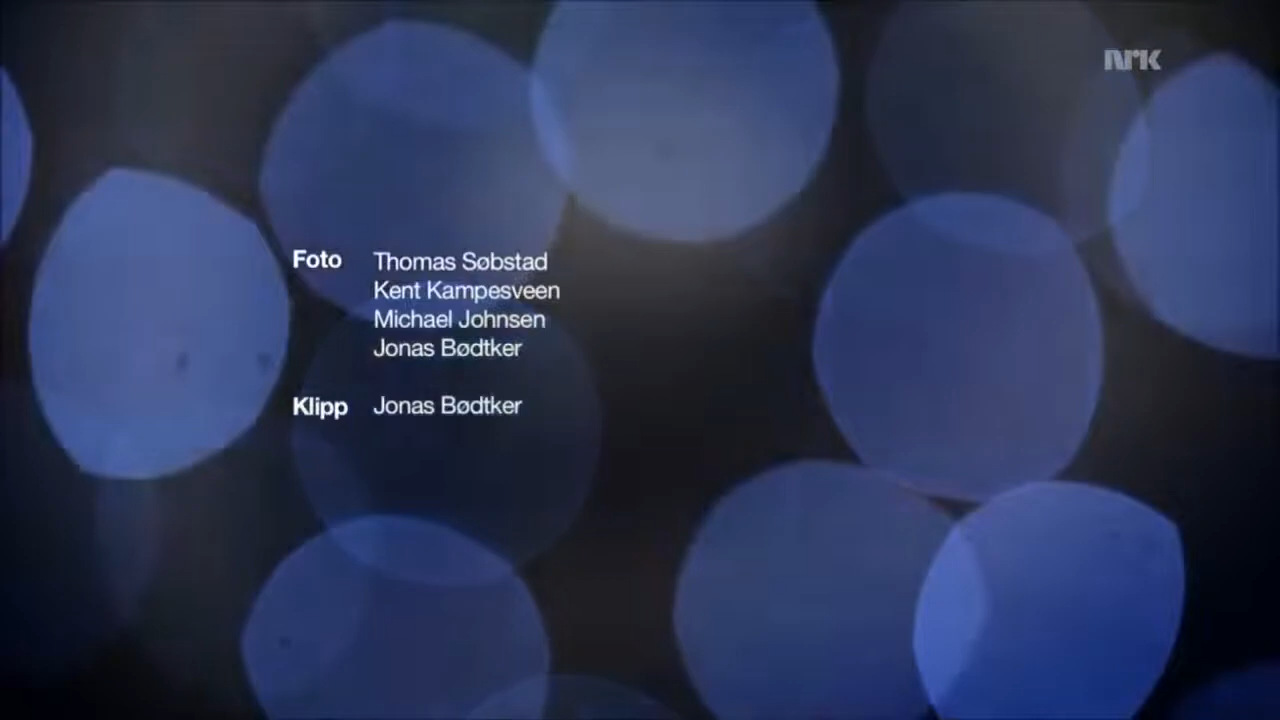 NRK
Foto Thomas Søbstad
Kent Kampesveen
Michael Johnsen
Jonas Bødtker
Klipp Jonas Bødtker